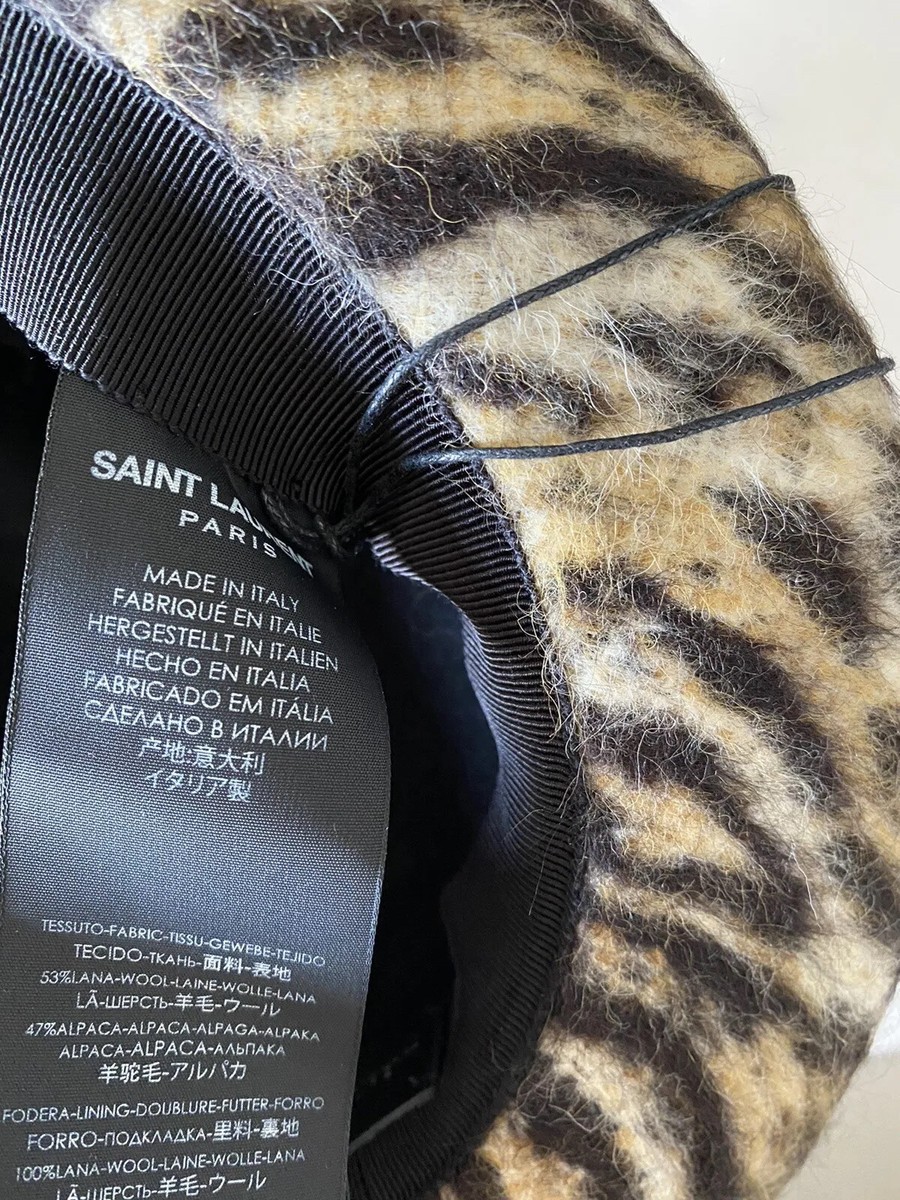 SAINT LAURENT
PARIS
MADE IN ITALY
FABRIQUÉ EN ITALIE
HERGESTELLT IN ITALIEN
HECHO EN ITALIA
FABRICADO EM ITÁLIA
СДЕЛАНО В ИТАЛИИ
产地:意大利
イタリア製
TESSUTO-FABRIC-TISSU-GEWEBE-TEJIDO
TECIDO-ТКАНЬ-面料-表地
53%LANA-WOOL-LAINE-WOLLE-LANA
LÃ-ШЕРСТЬ-羊毛-ウール
47%ALPACA-ALPACA-ALPAGA-ALPAKA
ALPACA-ALPACA-АЛЬПАКА
羊驼毛-アルパカ
FODERA-LINING-DOUBLURE-FUTTER-FORRO
FORRO-ПОДКЛАДКА-里料-裏地
100%LANA-WOOL-LAINE-WOLLE-LANA
LÃ-ШЕРСТЬ-羊毛-ウール